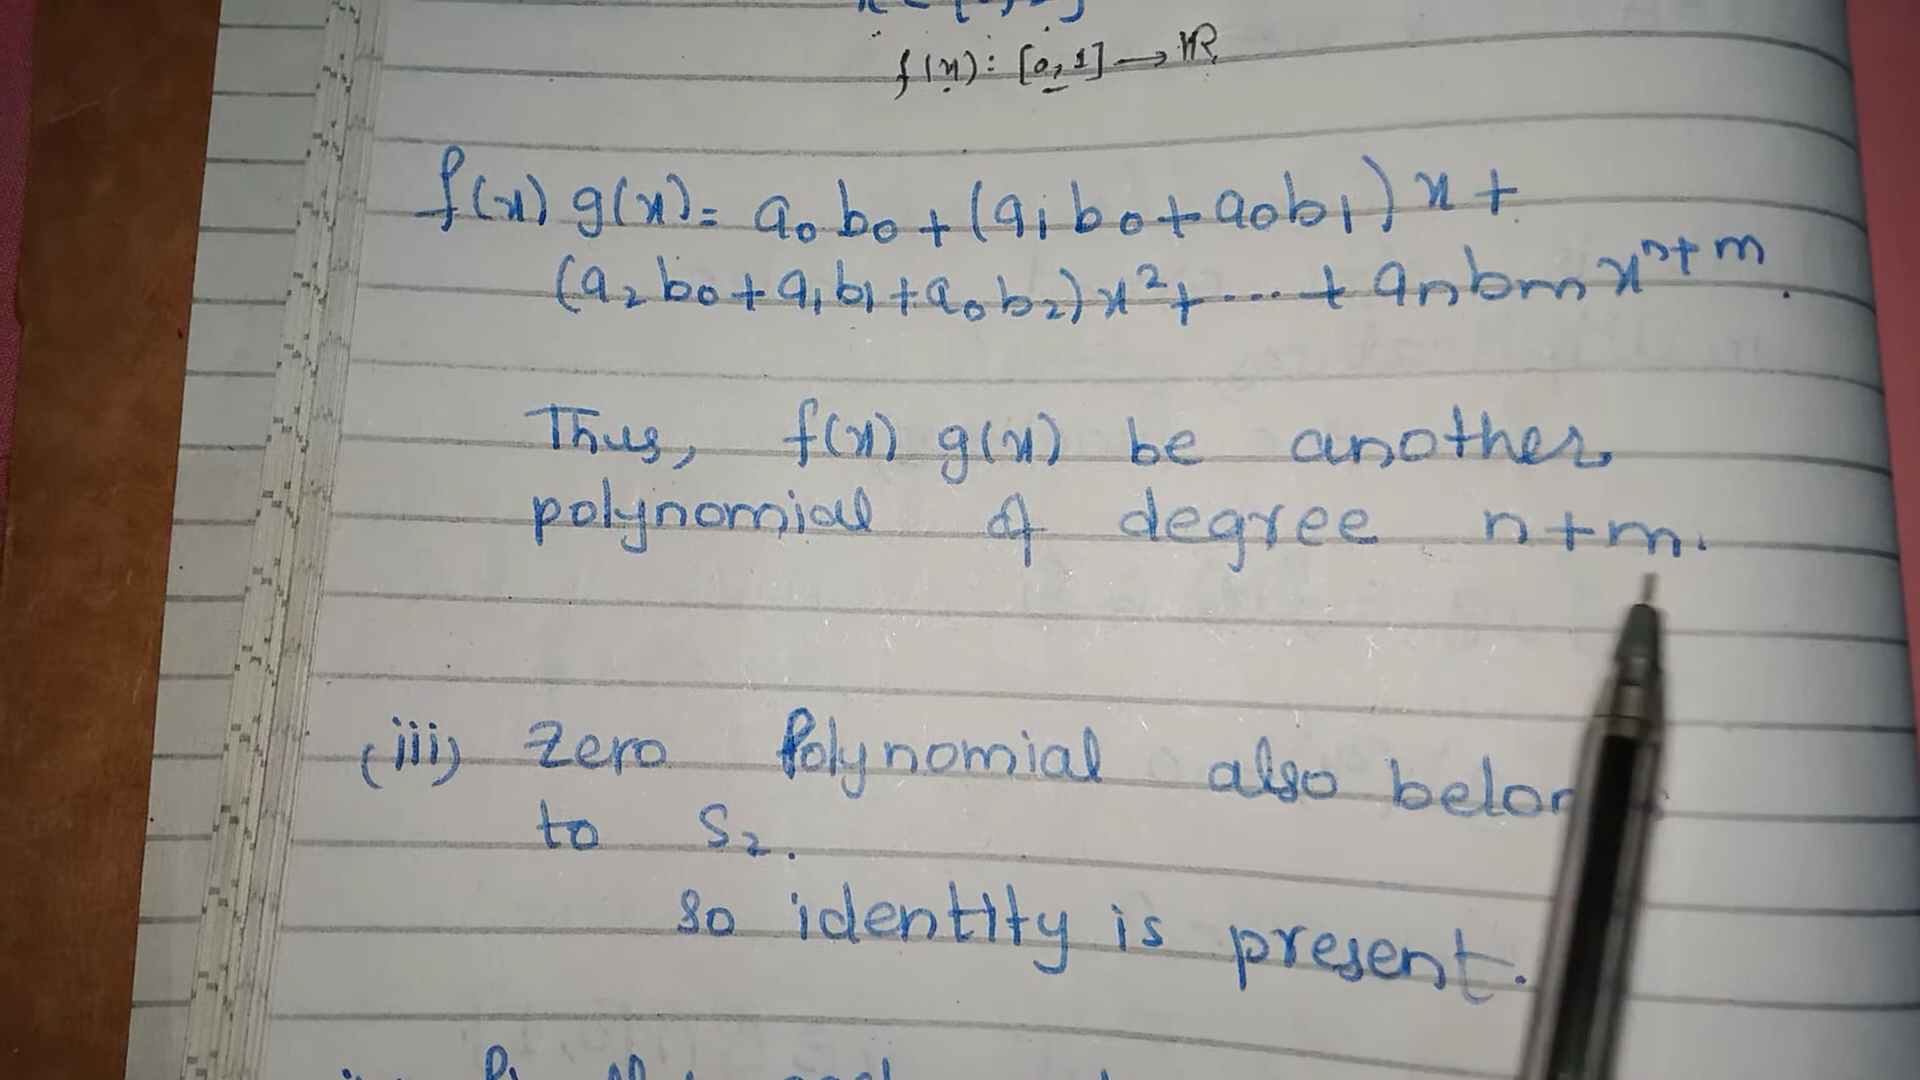 f(x): [0,1] → ℝ
f(x) g(x) = a₀b₀ + (a₁b₀ + a₀b₁) x +
(a₂b₀ + a₁b₁ + a₀b₂) x² + .... + aₙbₘ xⁿ⁺ᵐ.
Thus, f(x) g(x) be another
polynomial of degree n+m.
(iii) Zero Polynomial also
to S₂.
So identity is present.